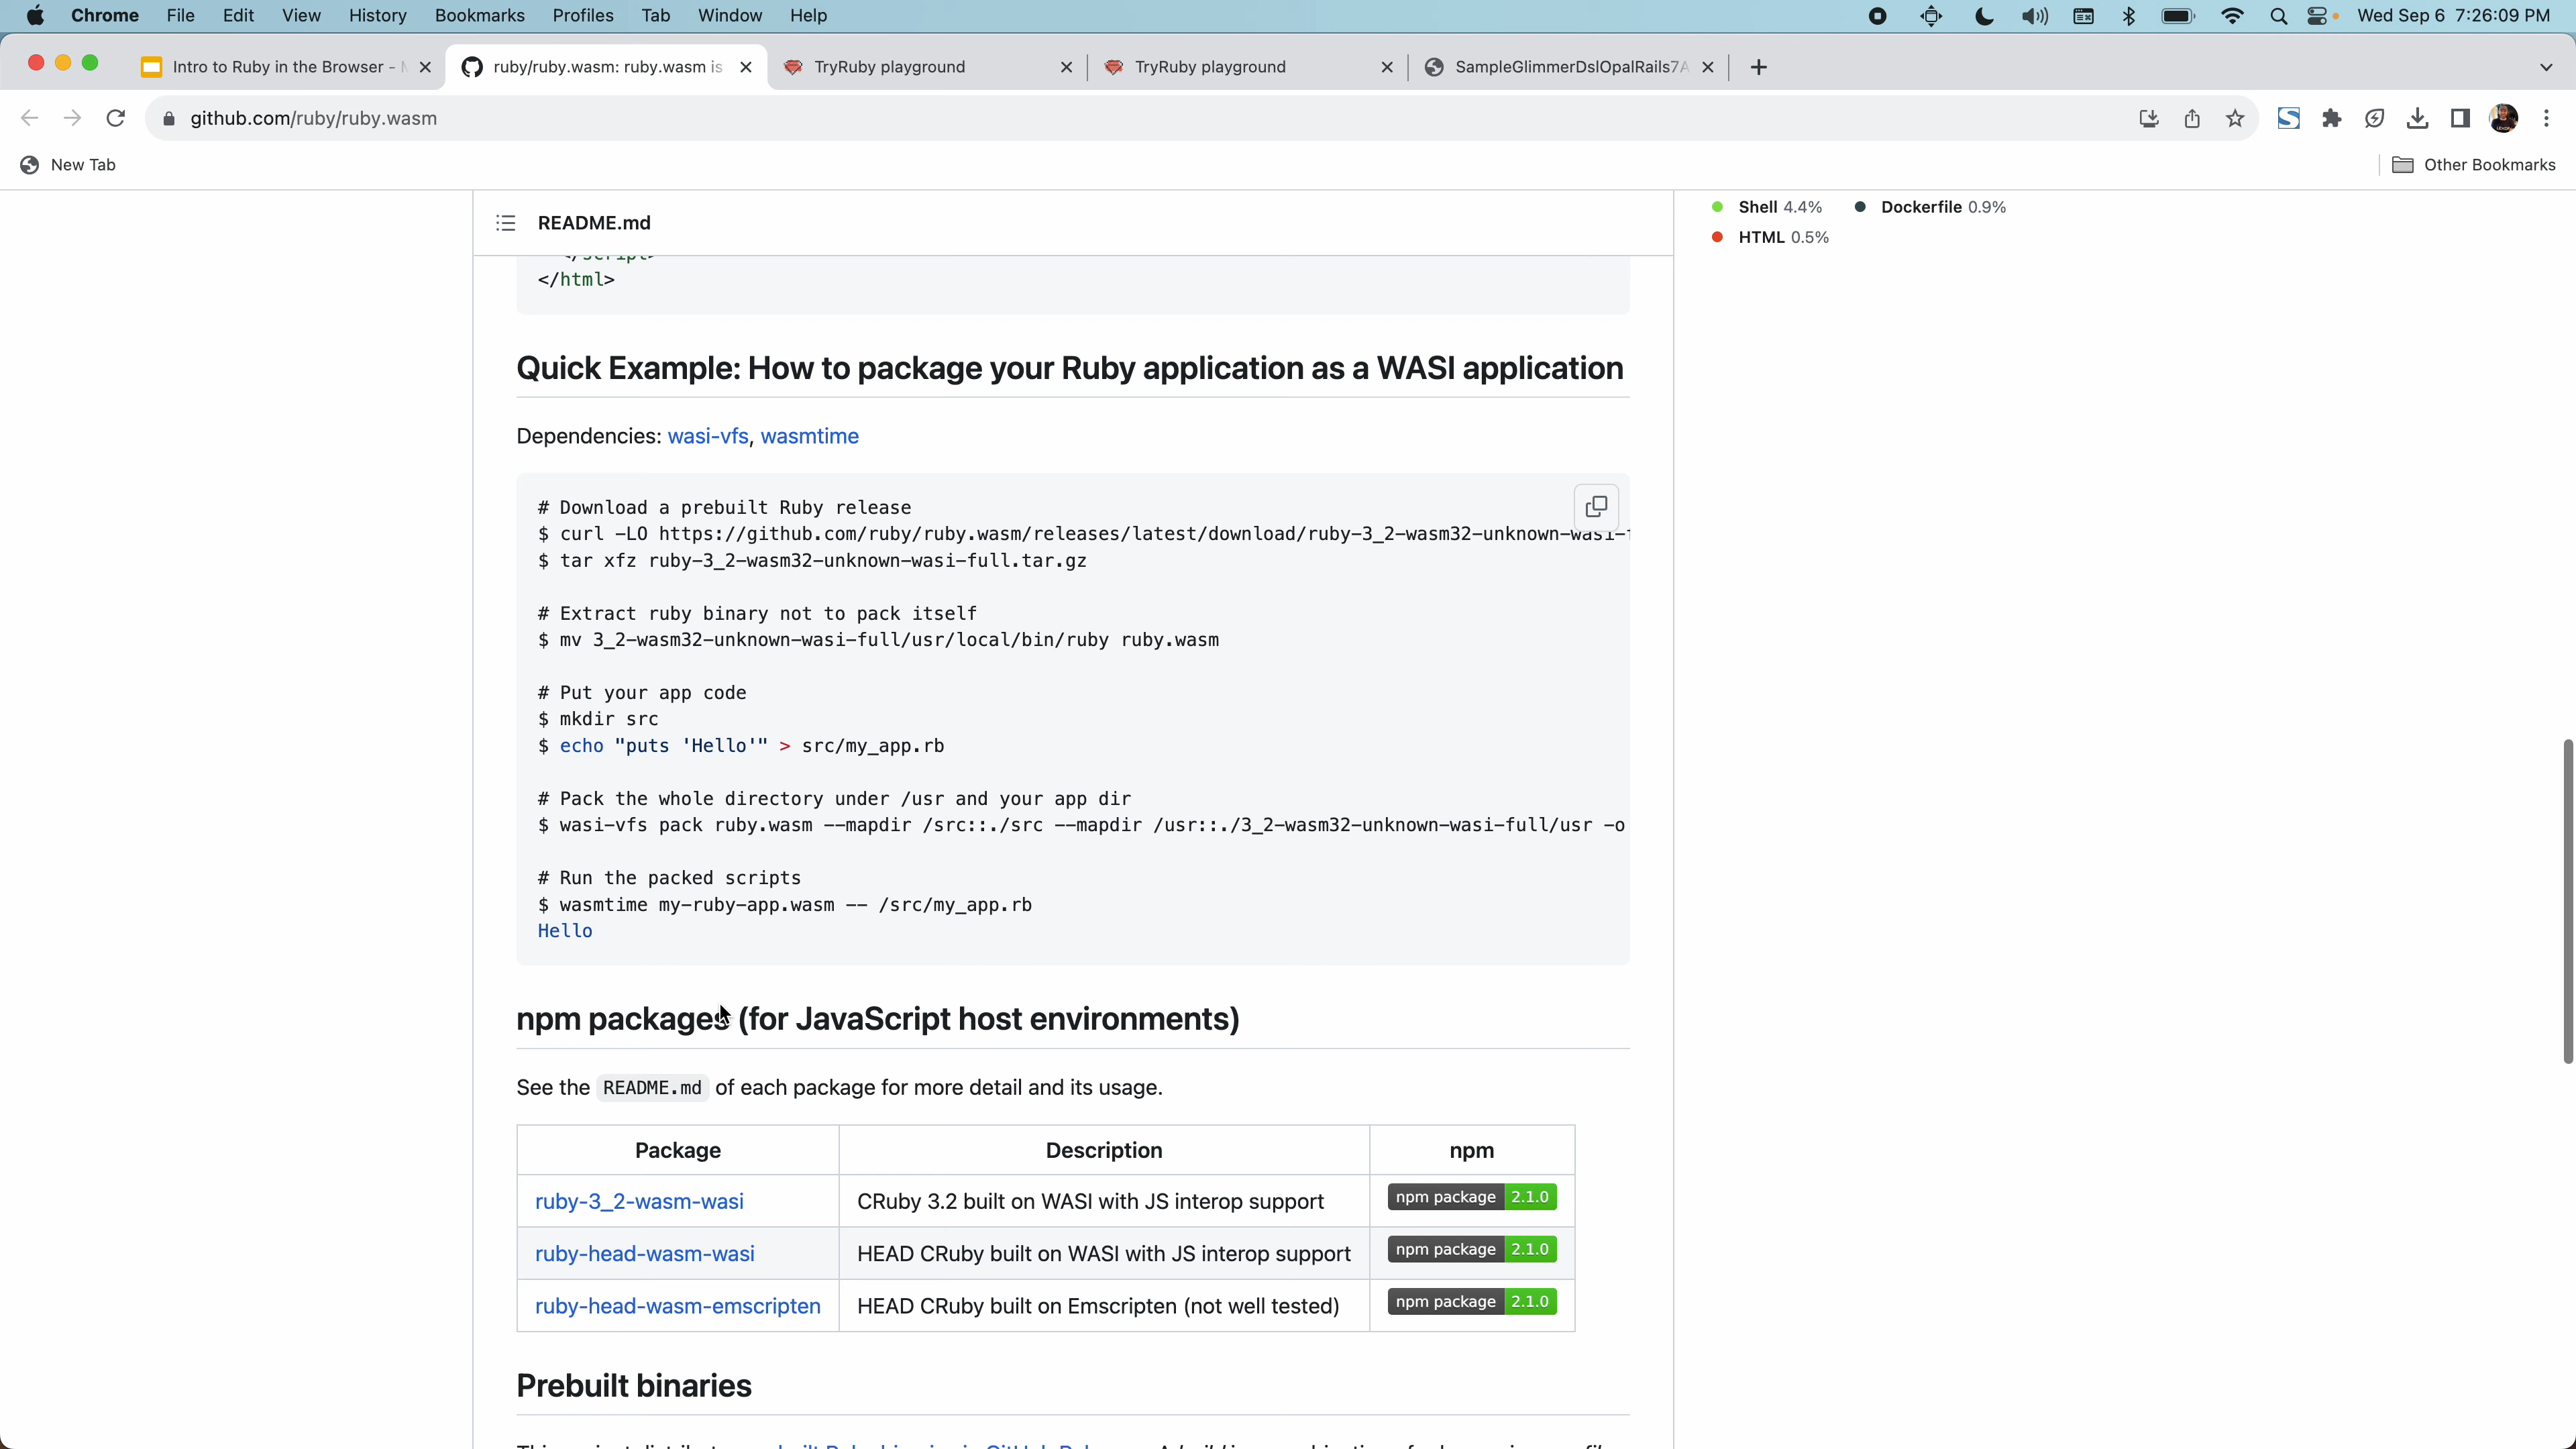 Chrome File Edit View History Bookmarks Profiles Tab Window Help Wed Sep 6 7:26:09 PM
Intro to Ruby in the Browser - ruby/ruby.wasm: ruby.wasm is TryRuby playground TryRuby playground SampleGlimmerDslOpalRails7A
github.com/ruby/ruby.wasm
New Tab Other Bookmarks
README.md
Shell 4.4% Dockerfile 0.9%
HTML 0.5%
</script>
</html>
Quick Example: How to package your Ruby application as a WASI application
Dependencies: wasi-vfs, wasmtime
# Download a prebuilt Ruby release
$ curl -LO https://github.com/ruby/ruby.wasm/releases/latest/download/ruby-3_2-wasm32-unknown-wasi-
$ tar xfz ruby-3_2-wasm32-unknown-wasi-full.tar.gz
# Extract ruby binary not to pack itself
$ mv 3_2-wasm32-unknown-wasi-full/usr/local/bin/ruby ruby.wasm
# Put your app code
$ mkdir src
$ echo "puts 'Hello'" > src/my_app.rb
# Pack the whole directory under /usr and your app dir
$ wasi-vfs pack ruby.wasm --mapdir /src::./src --mapdir /usr::./3_2-wasm32-unknown-wasi-full/usr -o
# Run the packed scripts
$ wasmtime my-ruby-app.wasm -- /src/my_app.rb
Hello
npm packages (for JavaScript host environments)
See the README.md of each package for more detail and its usage.
Package Description npm
ruby-3_2-wasm-wasi CRuby 3.2 built on WASI with JS interop support npm package 2.1.0
ruby-head-wasm-wasi HEAD CRuby built on WASI with JS interop support npm package 2.1.0
ruby-head-wasm-emscripten HEAD CRuby built on Emscripten (not well tested) npm package 2.1.0
Prebuilt binaries